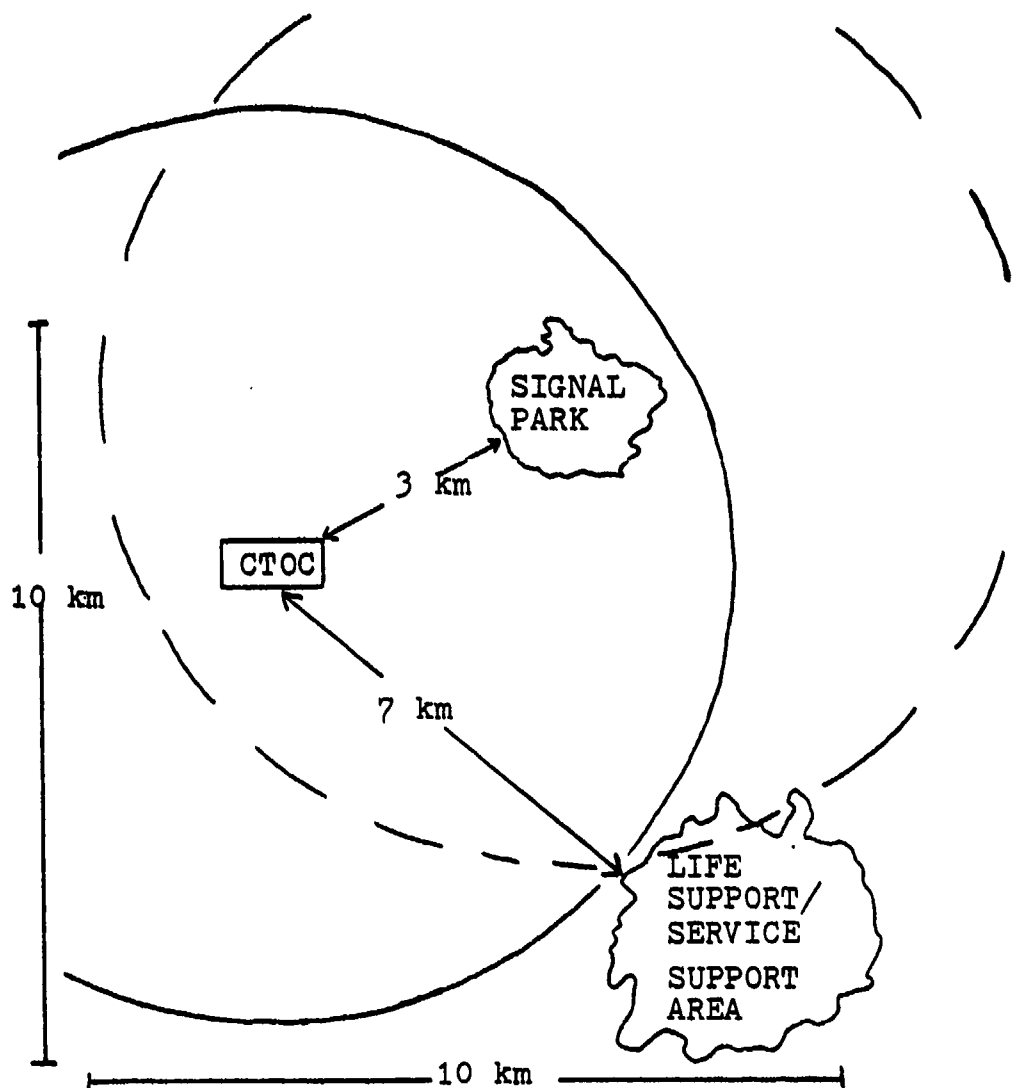 SIGNAL
PARK
3 km
CTOC
10 km
7 km
LIFE
SUPPORT/
SERVICE
SUPPORT
AREA
10 km